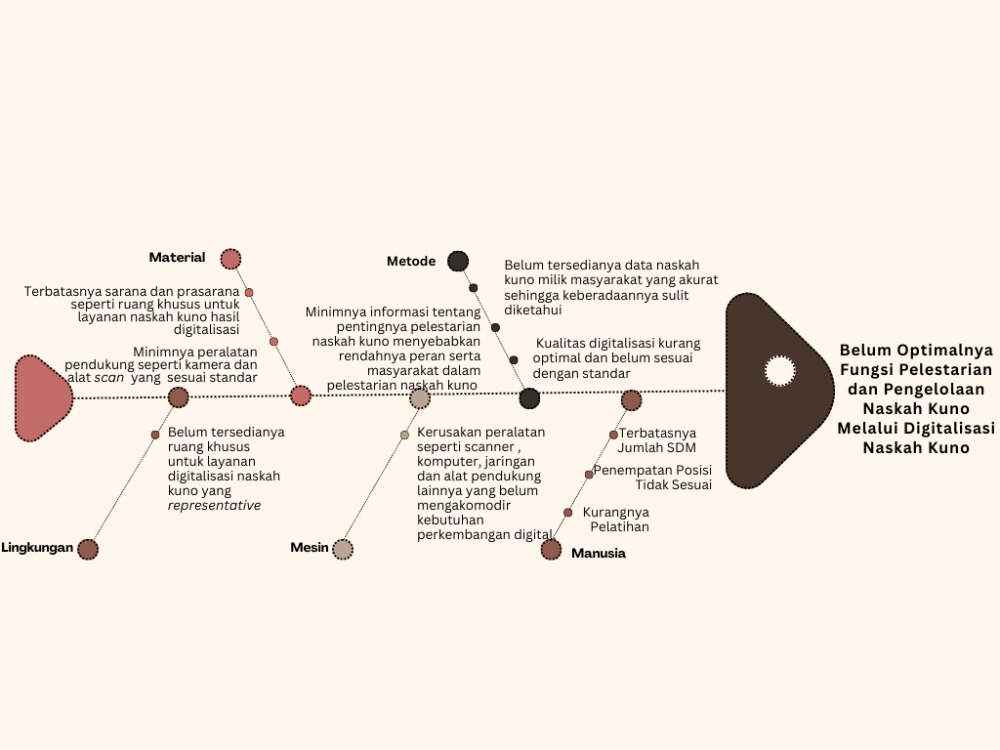 Material
Terbatasnya sarana dan prasarana
seperti ruang khusus untuk
layanan naskah kuno hasil
digitalisasi
Minimnya peralatan
pendukung seperti kamera dan
alat scan yang sesuai standar
Metode
Minimnya informasi tentang
pentingnya pelestarian
naskah kuno menyebabkan
rendahnya peran serta
masyarakat dalam
pelestarian naskah kuno
Belum tersedianya data naskah
kuno milik masyarakat yang akurat
sehingga keberadaannya sulit
diketahui
Kualitas digitalisasi kurang
optimal dan belum sesuai
dengan standar
Belum Optimalnya
Fungsi Pelestarian
dan Pengelolaan
Naskah Kuno
Melalui Digitalisasi
Naskah Kuno
Belum tersedianya
ruang khusus
untuk layanan
digitalisasi naskah
kuno yang
representative
Lingkungan
Kerusakan peralatan
seperti scanner ,
komputer, jaringan
dan alat pendukung
lainnya yang belum
mengakomodir
kebutuhan
perkembangan digital
Mesin
Terbatasnya
Jumlah SDM
Penempatan Posisi
Tidak Sesuai
Kurangnya
Pelatihan
Manusia